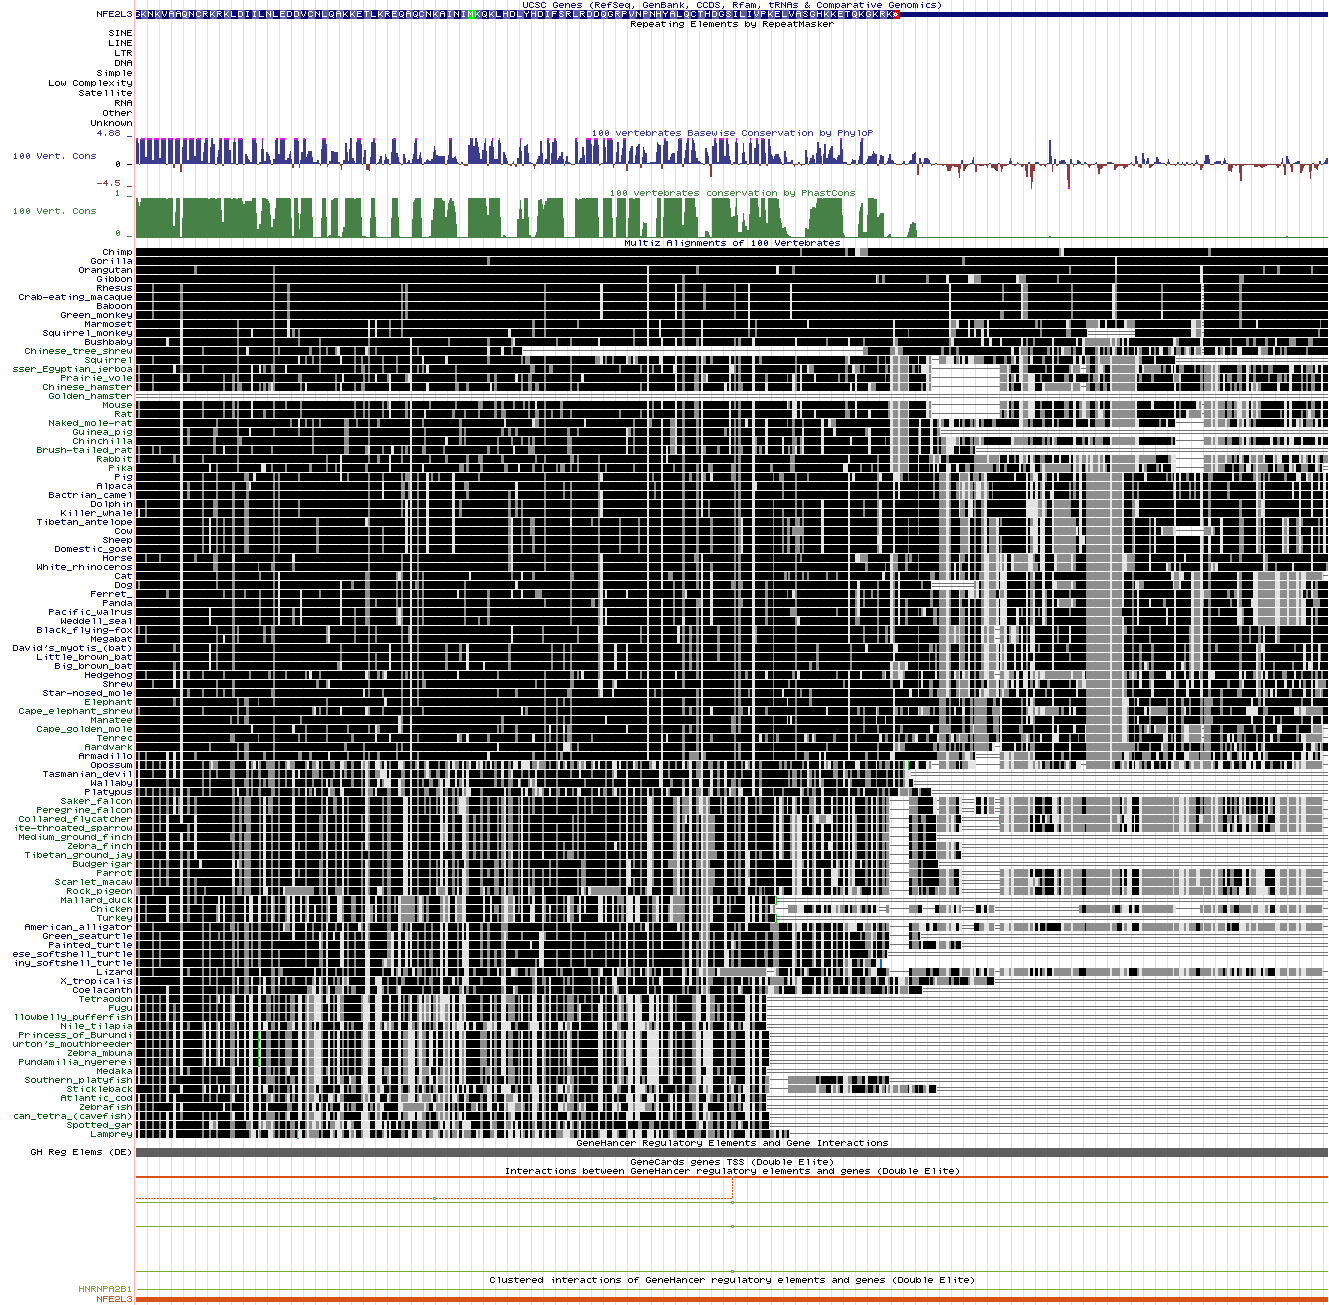 UCSC Genes (RefSeq, GenBank, CCDS, Rfam, tRNAs & Comparative Genomics)
NFE2L3
SKNKVAAQNCRKRKLDIILNLEDDVCNLQAKKETLKREQAQCNKAINIMKQKLHDLYHDIFSRLRDDQGRPVNPNHYALQCTHDGSILIVPKELVASGHKKETQKGKRK*
Repeating Elements by RepeatMasker
SINE
LINE
LTR
DNA
Simple
Low Complexity
Satellite
RNA
Other
Unknown
100 vertebrates Basewise Conservation by PhyloP
4.88 _
100 Vert. Cons
0 -
-4.5 _
100 vertebrates conservation by PhastCons
1 _
100 Vert. Cons
0 _
Multiz Alignments of 100 Vertebrates
Chimp
Gorilla
Orangutan
Gibbon
Rhesus
Crab-eating_macaque
Baboon
Green_monkey
Marmoset
Squirrel_monkey
Bushbaby
Chinese_tree_shrew
Squirrel
sser_Egyptian_jerboa
Prairie_vole
Chinese_hamster
Golden_hamster
Mouse
Rat
Naked_mole-rat
Guinea_pig
Chinchilla
Brush-tailed_rat
Rabbit
Pika
Pig
Alpaca
Bactrian_camel
Dolphin
Killer_whale
Tibetan_antelope
Cow
Sheep
Domestic_goat
Horse
White_rhinoceros
Cat
Dog
Ferret_
Panda
Pacific_walrus
Weddell_seal
Black_flying-fox
Megabat
David's_myotis_(bat)
Little_brown_bat
Big_brown_bat
Hedgehog
Shrew
Star-nosed_mole
Elephant
Cape_elephant_shrew
Manatee
Cape_golden_mole
Tenrec
Aardvark
Armadillo
Opossum
Tasmanian_devil
Wallaby
Platypus
Saker_falcon
Peregrine_falcon
Collared_flycatcher
ite-throated_sparrow
Medium_ground_finch
Zebra_finch
Tibetan_ground_jay
Budgerigar
Parrot
Scarlet_macaw
Rock_pigeon
Mallard_duck
Chicken
Turkey
American_alligator
Green_seaturtle
Painted_turtle
ese_softshell_turtle
iny_softshell_turtle
Lizard
X_tropicalis
Coelacanth
Tetraodon
Fugu
llowbelly_pufferfish
Nile_tilapia
Princess_of_Burundi
urton's_mouthbreeder
Zebra_mbuna
Pundamilia_nyererei
Medaka
Southern_platyfish
Stickleback
Atlantic_cod
Zebrafish
can_tetra_(cavefish)
Spotted_gar
Lamprey
GeneHancer Regulatory Elements and Gene Interactions
GH Reg Elems (DE)
GeneCards genes TSS (Double Elite)
Interactions between GeneHancer regulatory elements and genes (Double Elite)
Clustered interactions of GeneHancer regulatory elements and genes (Double Elite)
HNRNPA2B1
NFE2L3